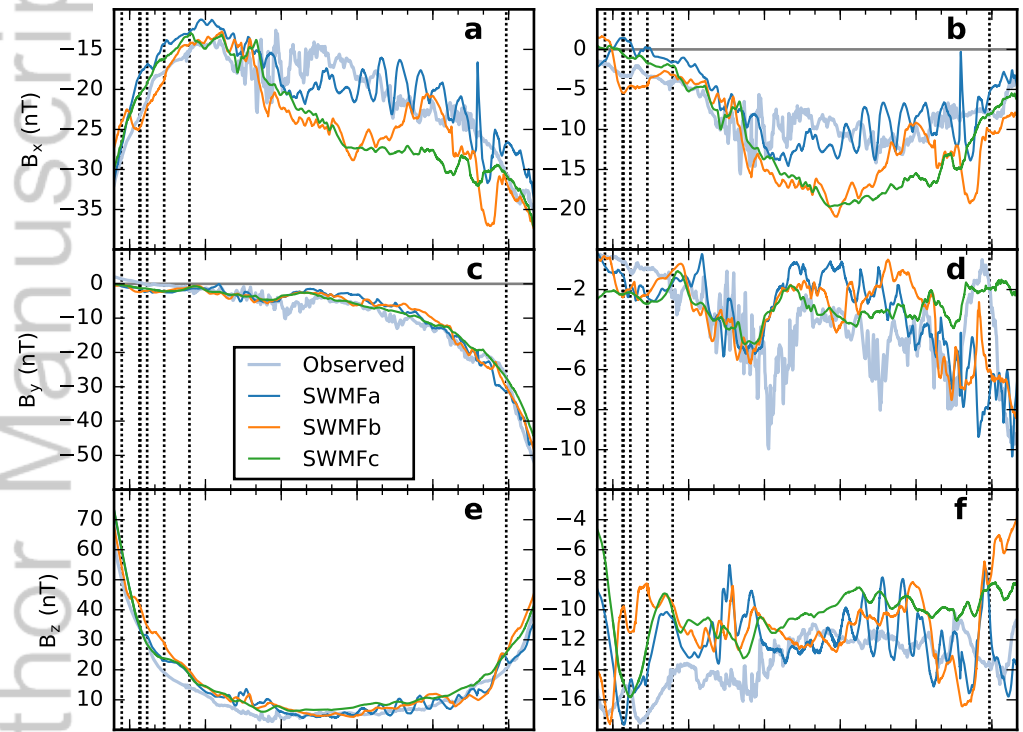 thor Manuscrip
a
−15
−20
−25
−30
−35
Bx (nT)
b
0
−5
−10
−15
−20
c
0
−10
−20
−30
−40
−50
By (nT)
Observed
SWMFa
SWMFb
SWMFc
d
−2
−4
−6
−8
−10
e
70
60
50
40
30
20
10
Bz (nT)
f
−4
−6
−8
−10
−12
−14
−16